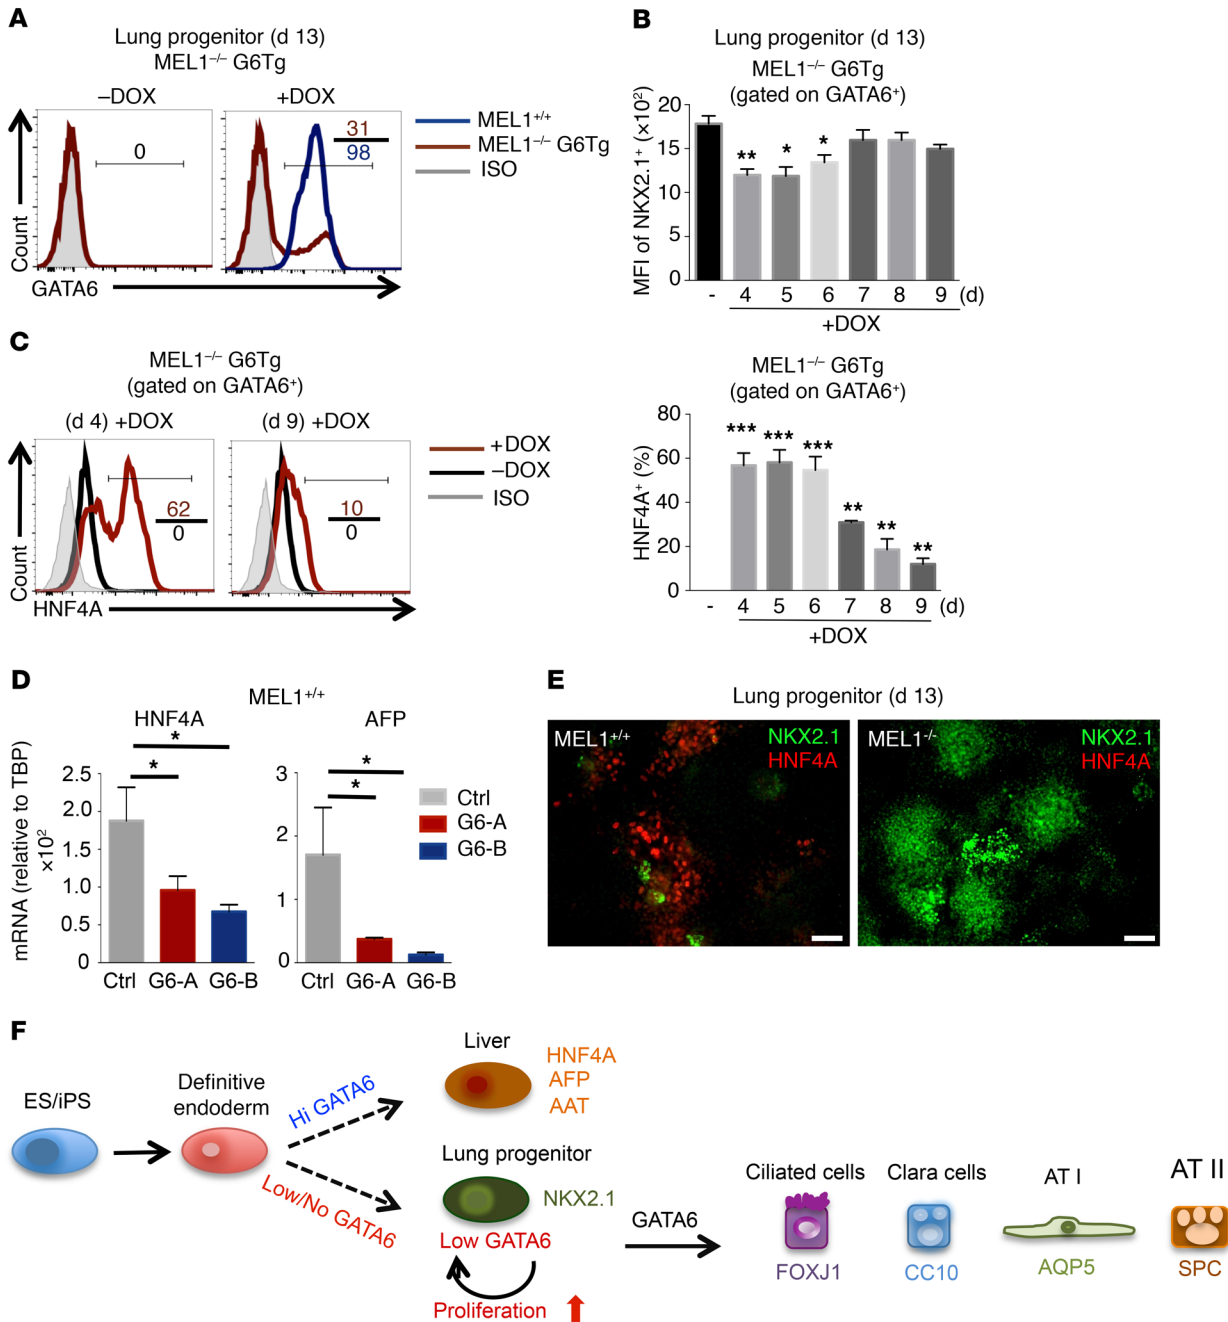 A
Lung progenitor (d 13)
MEL1–/– G6Tg
–DOX
+DOX
0
31
98
MEL1+/+
MEL1–/– G6Tg
ISO
Count
GATA6
B
Lung progenitor (d 13)
MEL1–/– G6Tg
(gated on GATA6+)
MFI of NKX2.1+ (×10²)
20
15
10
5
0
- 4 5 6 7 8 9 (d)
+DOX
** * *
C
MEL1–/– G6Tg
(gated on GATA6+)
(d 4) +DOX
(d 9) +DOX
62
0
10
0
+DOX
–DOX
ISO
Count
HNF4A
MEL1–/– G6Tg
(gated on GATA6+)
HNF4A+ (%)
80
60
40
20
0
*** *** *** ** ** **
- 4 5 6 7 8 9 (d)
+DOX
D
MEL1+/+
HNF4A
AFP
mRNA (relative to TBP)
×10²
2.5
2.0
1.0
0.5
0
*
*
Ctrl G6-A G6-B
3
2
1
0
*
*
Ctrl G6-A G6-B
Ctrl
G6-A
G6-B
E
Lung progenitor (d 13)
MEL1+/+
NKX2.1
HNF4A
MEL1-/-
NKX2.1
HNF4A
F
ES/iPS
Definitive
endoderm
Hi GATA6
Low/No GATA6
Liver
HNF4A
AFP
AAT
Lung progenitor
NKX2.1
Low GATA6
Proliferation
GATA6
Ciliated cells
FOXJ1
Clara cells
CC10
AT I
AQP5
AT II
SPC